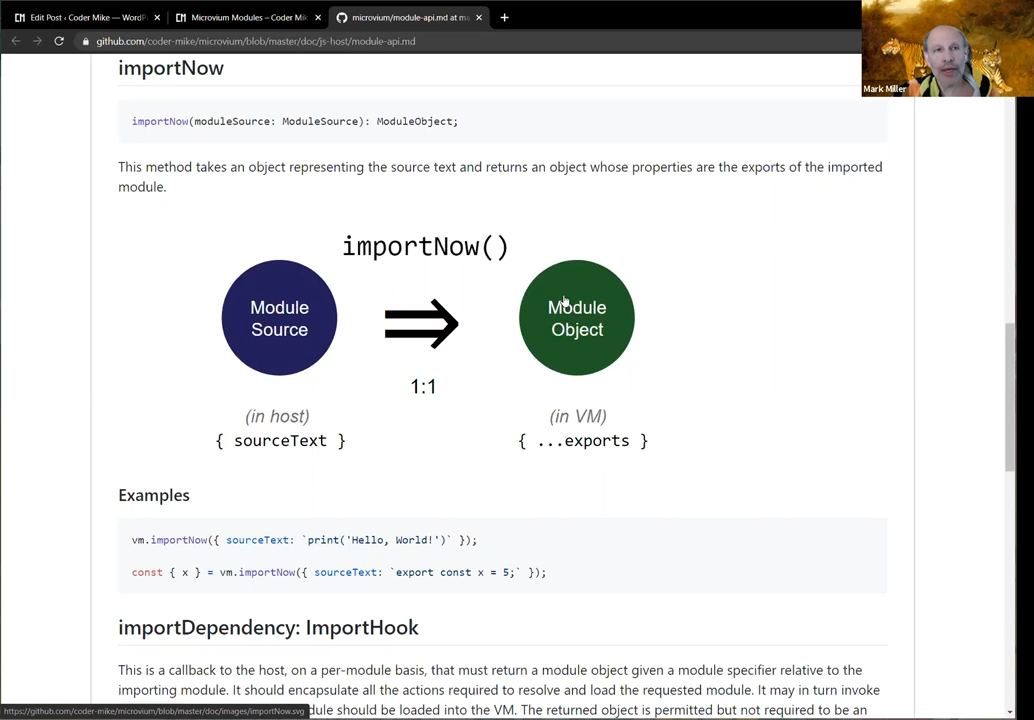 Edit Post ‹ Coder Mike — WordPr
Microvium Modules – Coder Mik
microvium/module-api.md at ma
github.com/coder-mike/microvium/blob/master/doc/js-host/module-api.md
Mark Miller
importNow
importNow(moduleSource: ModuleSource): ModuleObject;
This method takes an object representing the source text and returns an object whose properties are the exports of the imported
module.
importNow()
Module
Source
Module
Object
1:1
(in host)
(in VM)
{ sourceText }
{ ...exports }
Examples
vm.importNow({ sourceText: `print('Hello, World!')` });
const { x } = vm.importNow({ sourceText: `export const x = 5;` });
importDependency: ImportHook
This is a callback to the host, on a per-module basis, that must return a module object given a module specifier relative to the
importing module. It should encapsulate all the actions required to resolve and load the requested module. It may in turn invoke
dule should be loaded into the VM. The returned object is permitted but not required to be an
https://github.com/coder-mike/microvium/blob/master/doc/images/importNow.svg